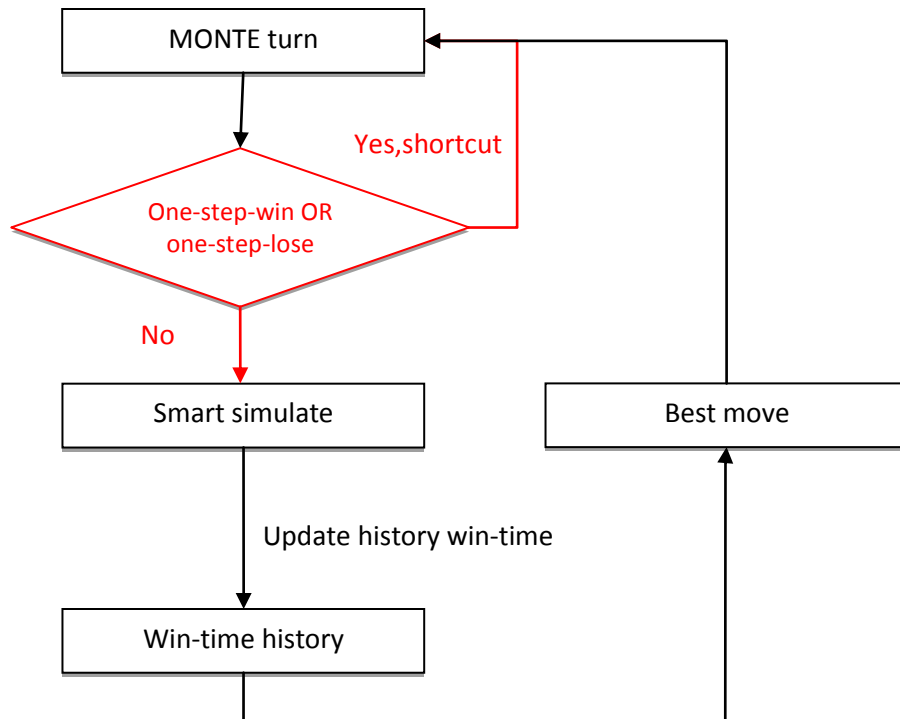 MONTE turn
Yes,shortcut
One-step-win OR
one-step-lose
No
Smart simulate
Best move
Update history win-time
Win-time history